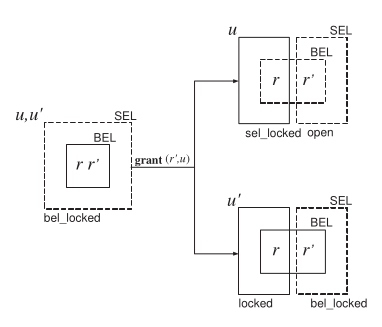 u
SEL
BEL
r r'
sel_locked open
u,u'
SEL
BEL
r r'
bel_locked
grant (r',u)
u'
SEL
BEL
r r'
locked bel_locked